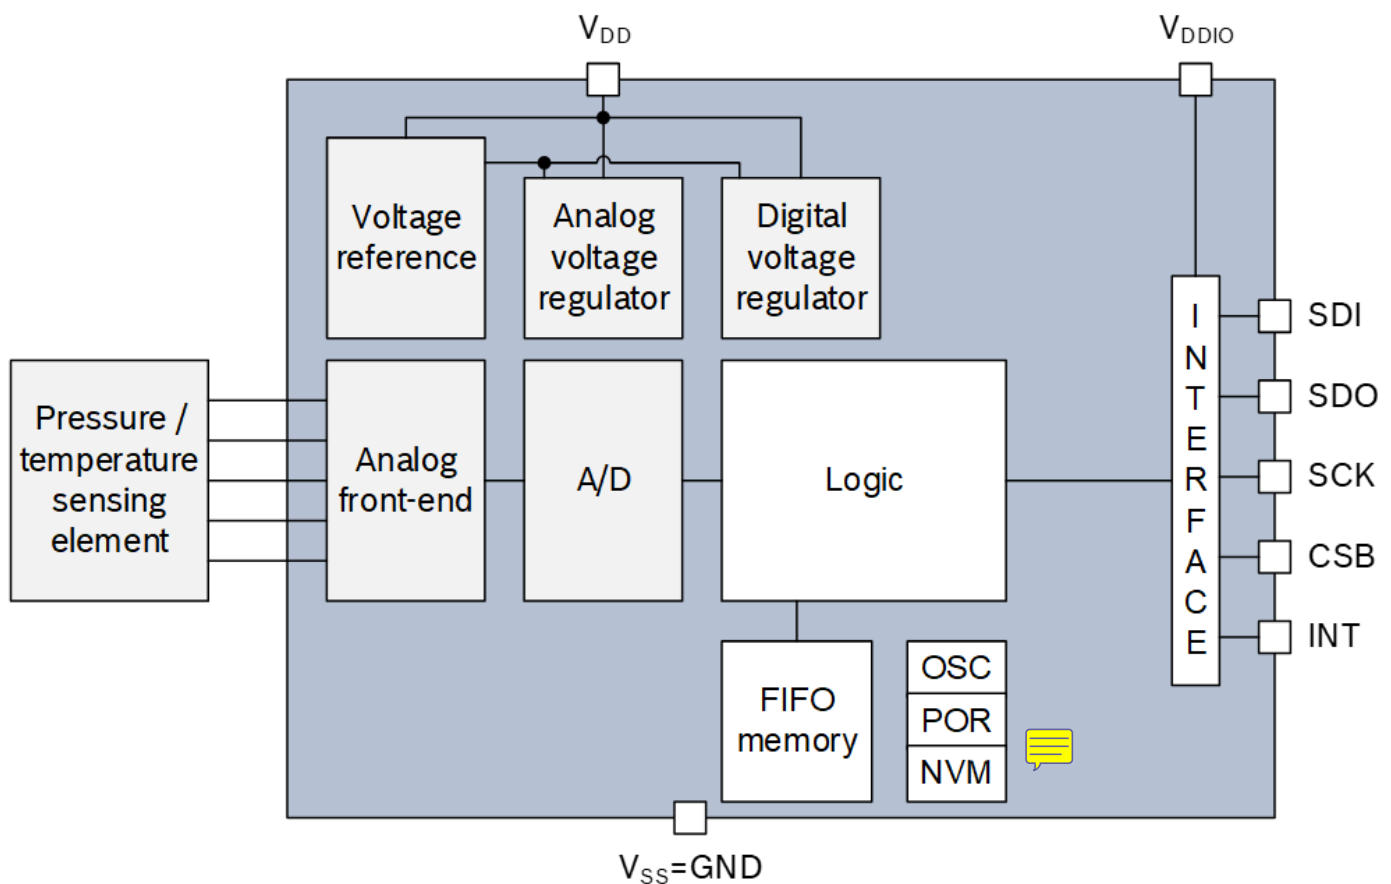 VDD
VDDIO
Voltage
reference
Analog
voltage
regulator
Digital
voltage
regulator
Pressure /
temperature
sensing
element
Analog
front-end
A/D
Logic
INTERFACE
SDI
SDO
SCK
CSB
INT
FIFO
memory
OSC
POR
NVM
VSS=GND